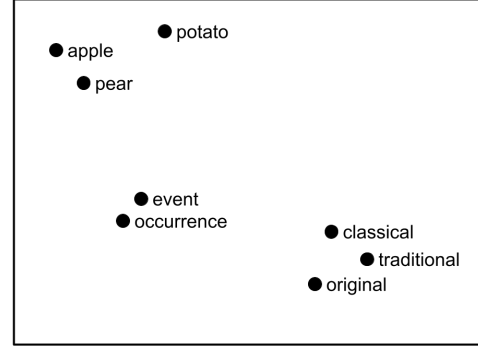 potato
apple
pear
event
occurrence
classical
traditional
original